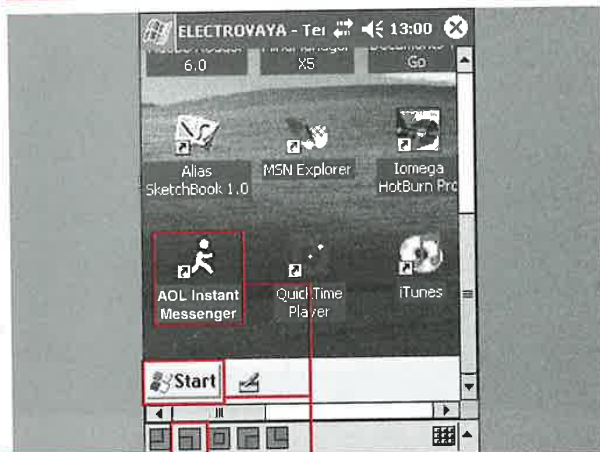 ELECTROVAYA - Ter 13:00
6.0 X5 Go
Alias SketchBook 1.0
MSN Explorer
Iomega HotBurn Pro
AOL Instant Messenger
QuickTime Player
iTunes
Start